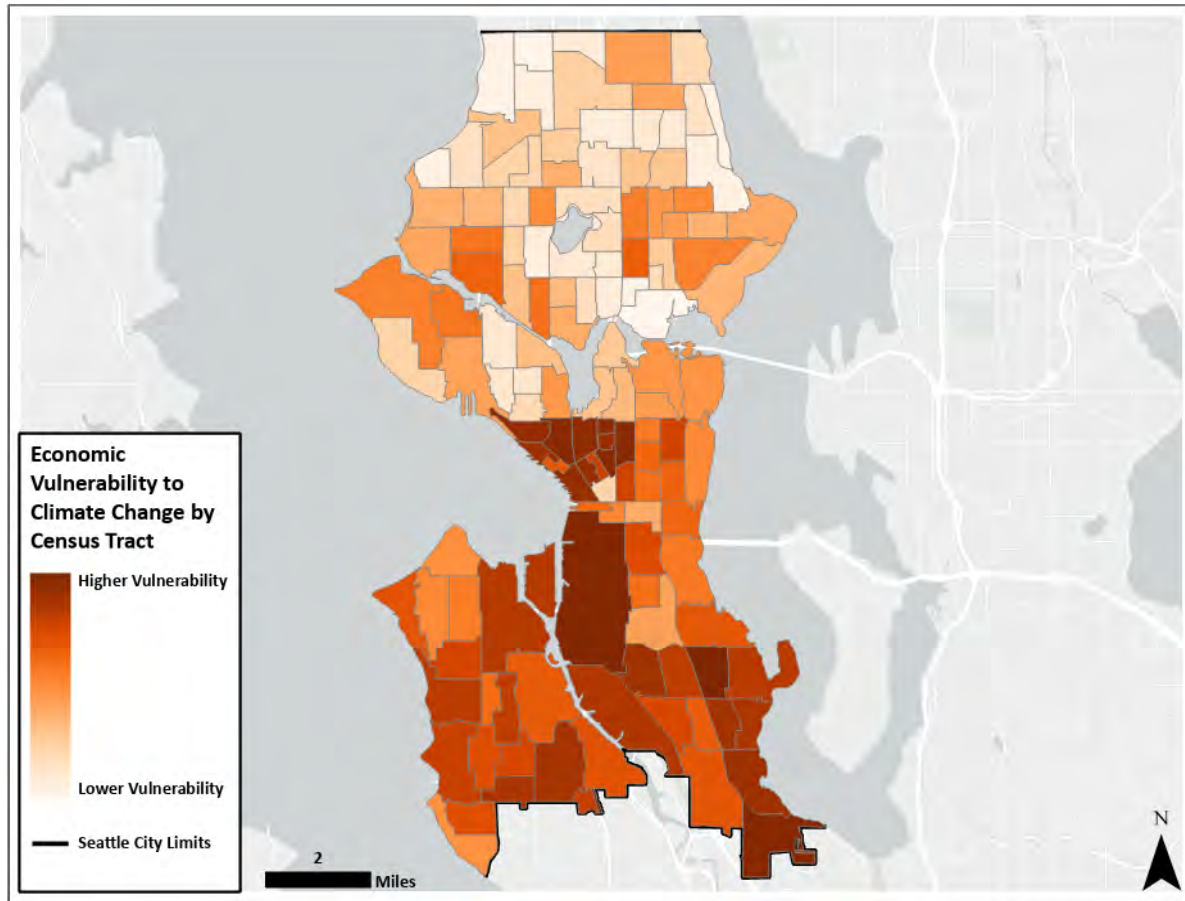 Economic
Vulnerability to
Climate Change by
Census Tract
Higher Vulnerability
Lower Vulnerability
Seattle City Limits
2
Miles
N